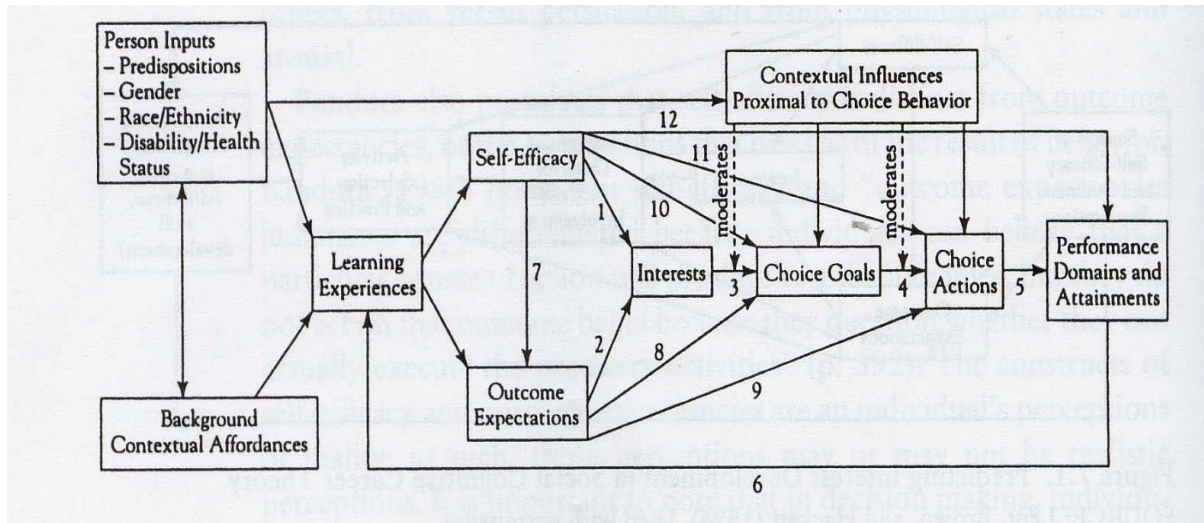 Person Inputs
– Predispositions
– Gender
– Race/Ethnicity
– Disability/Health
Status
Contextual Influences
Proximal to Choice Behavior
12
Self-Efficacy
11
moderates
moderates
10
Learning
Experiences
7
Interests
3
Choice Goals
4
Choice
Actions
5
Performance
Domains and
Attainments
2
8
9
Outcome
Expectations
Background
Contextual Affordances
6